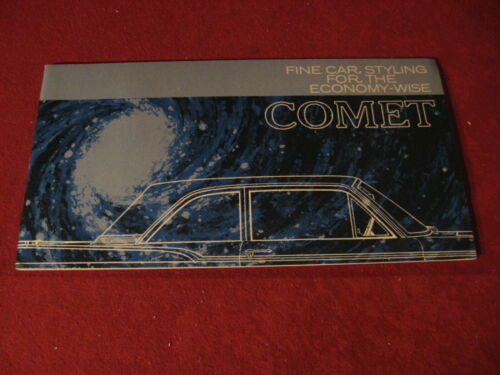 FINE CAR STYLING
FOR THE
ECONOMY-WISE
COMET